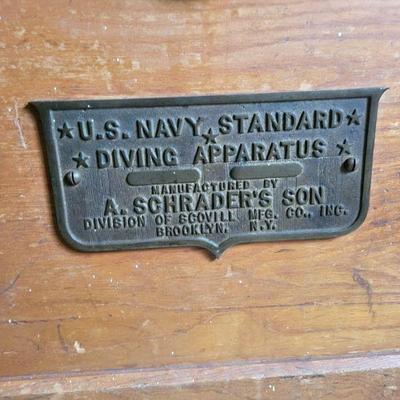 ★ U.S. NAVY STANDARD ★
★ DIVING ★ APPARATUS ★
MANUFACTURED BY
A. SCHRADER'S SON
DIVISION OF SCOVILL MFG. CO., INC.
BROOKLYN, N.Y.